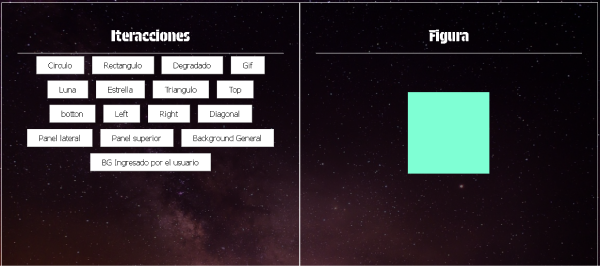 Iteracciones
Circulo Rectangulo Degradado Gif
Luna Estrella Triangulo Top
botton Left Right Diagonal
Panel lateral Panel superior Background General
BG Ingresado por el usuario
Figura